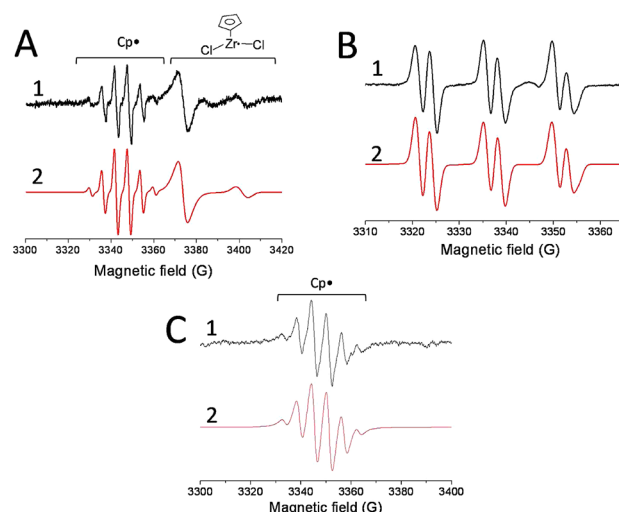 A
Cp•
Cl
Zr•
Cl
1
2
3300 3320 3340 3360 3380 3400 3420
Magnetic field (G)
B
1
2
3310 3320 3330 3340 3350 3360
Magnetic field (G)
C
Cp•
1
2
3300 3320 3340 3360 3380 3400
Magnetic field (G)